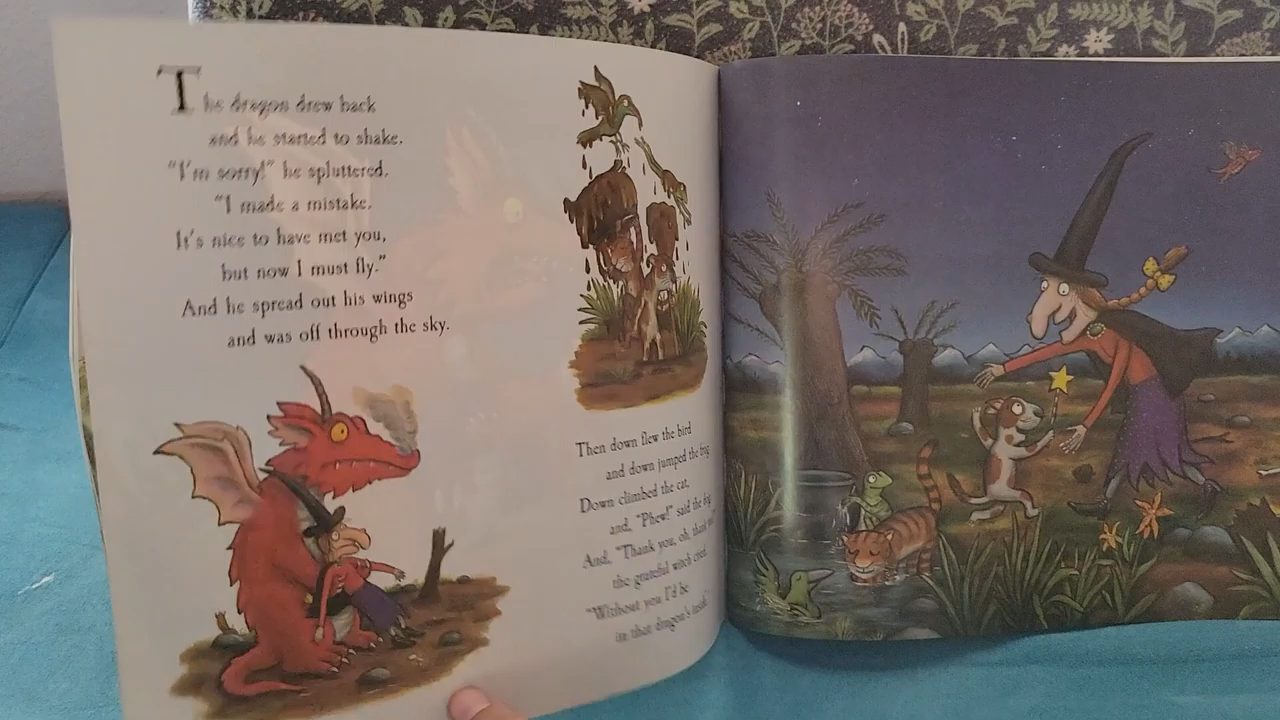 The dragon drew back
and he started to shake.
"I'm sorry!" he spluttered.
"I made a mistake.
It's nice to have met you,
but now I must fly."
And he spread out his wings
and was off through the sky.
Then down flew the bird
and down jumped the frog.
Down climbed the cat,
and, "Phew!" said the dog.
And, "Thank you, oh, thank you!"
the grateful witch cried.
"Without you I'd be
in that dragon's inside."